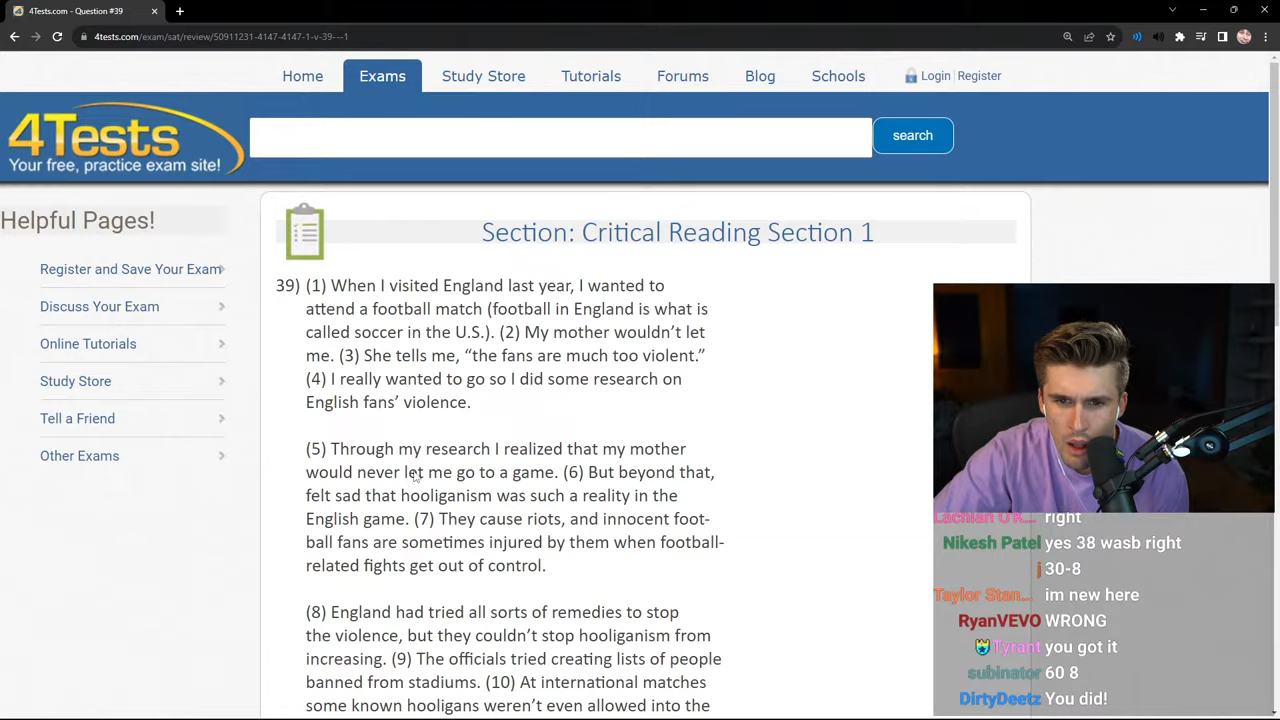 4Tests.com - Question #39
4tests.com/exam/sat/review/50911231-4147-4147-1-v-39---1
Home Exams Study Store Tutorials Forums Blog Schools Login Register
4Tests
Your free, practice exam site!
search
Helpful Pages!
Register and Save Your Exam
Discuss Your Exam
Online Tutorials
Study Store
Tell a Friend
Other Exams
Section: Critical Reading Section 1
39) (1) When I visited England last year, I wanted to
attend a football match (football in England is what is
called soccer in the U.S.). (2) My mother wouldn't let
me. (3) She tells me, "the fans are much too violent."
(4) I really wanted to go so I did some research on
English fans' violence.
(5) Through my research I realized that my mother
would never let me go to a game. (6) But beyond that,
felt sad that hooliganism was such a reality in the
English game. (7) They cause riots, and innocent foot-
ball fans are sometimes injured by them when football-
related fights get out of control.
(8) England had tried all sorts of remedies to stop
the violence, but they couldn't stop hooliganism from
increasing. (9) The officials tried creating lists of people
banned from stadiums. (10) At international matches
some known hooligans weren't even allowed into the
right
Nikesh Patel yes 38 wasb right
j 30-8
Taylor Stan... im new here
RyanVEVO WRONG
Tyrant you got it
subinator 60 8
DirtyDeetz You did!